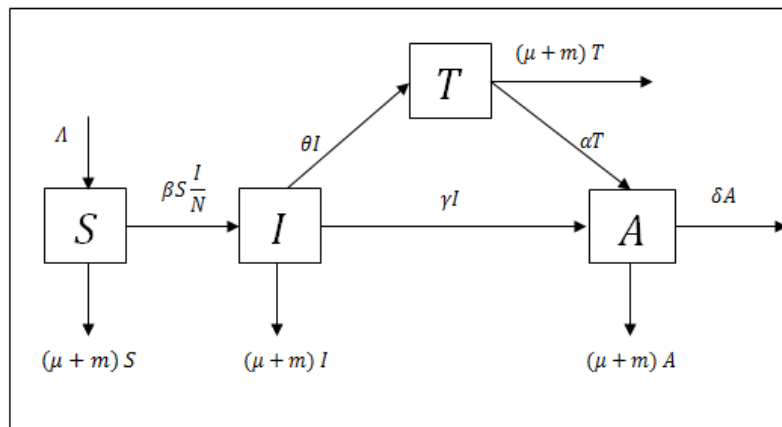 (μ + m) T
T
Λ
θI
αT
βS I/N
γI
δA
S
I
A
(μ + m) S
(μ + m) I
(μ + m) A